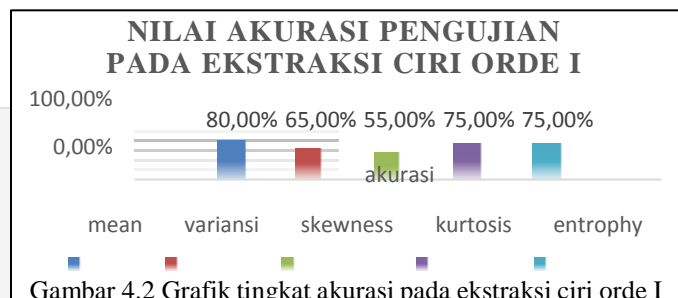 NILAI AKURASI PENGUJIAN
PADA EKSTRAKSI CIRI ORDE I
100,00%
80,00% 65,00% 55,00% 75,00% 75,00%
0,00%
akurasi
mean variansi skewness kurtosis entrophy
Gambar 4.2 Grafik tingkat akurasi pada ekstraksi ciri orde I